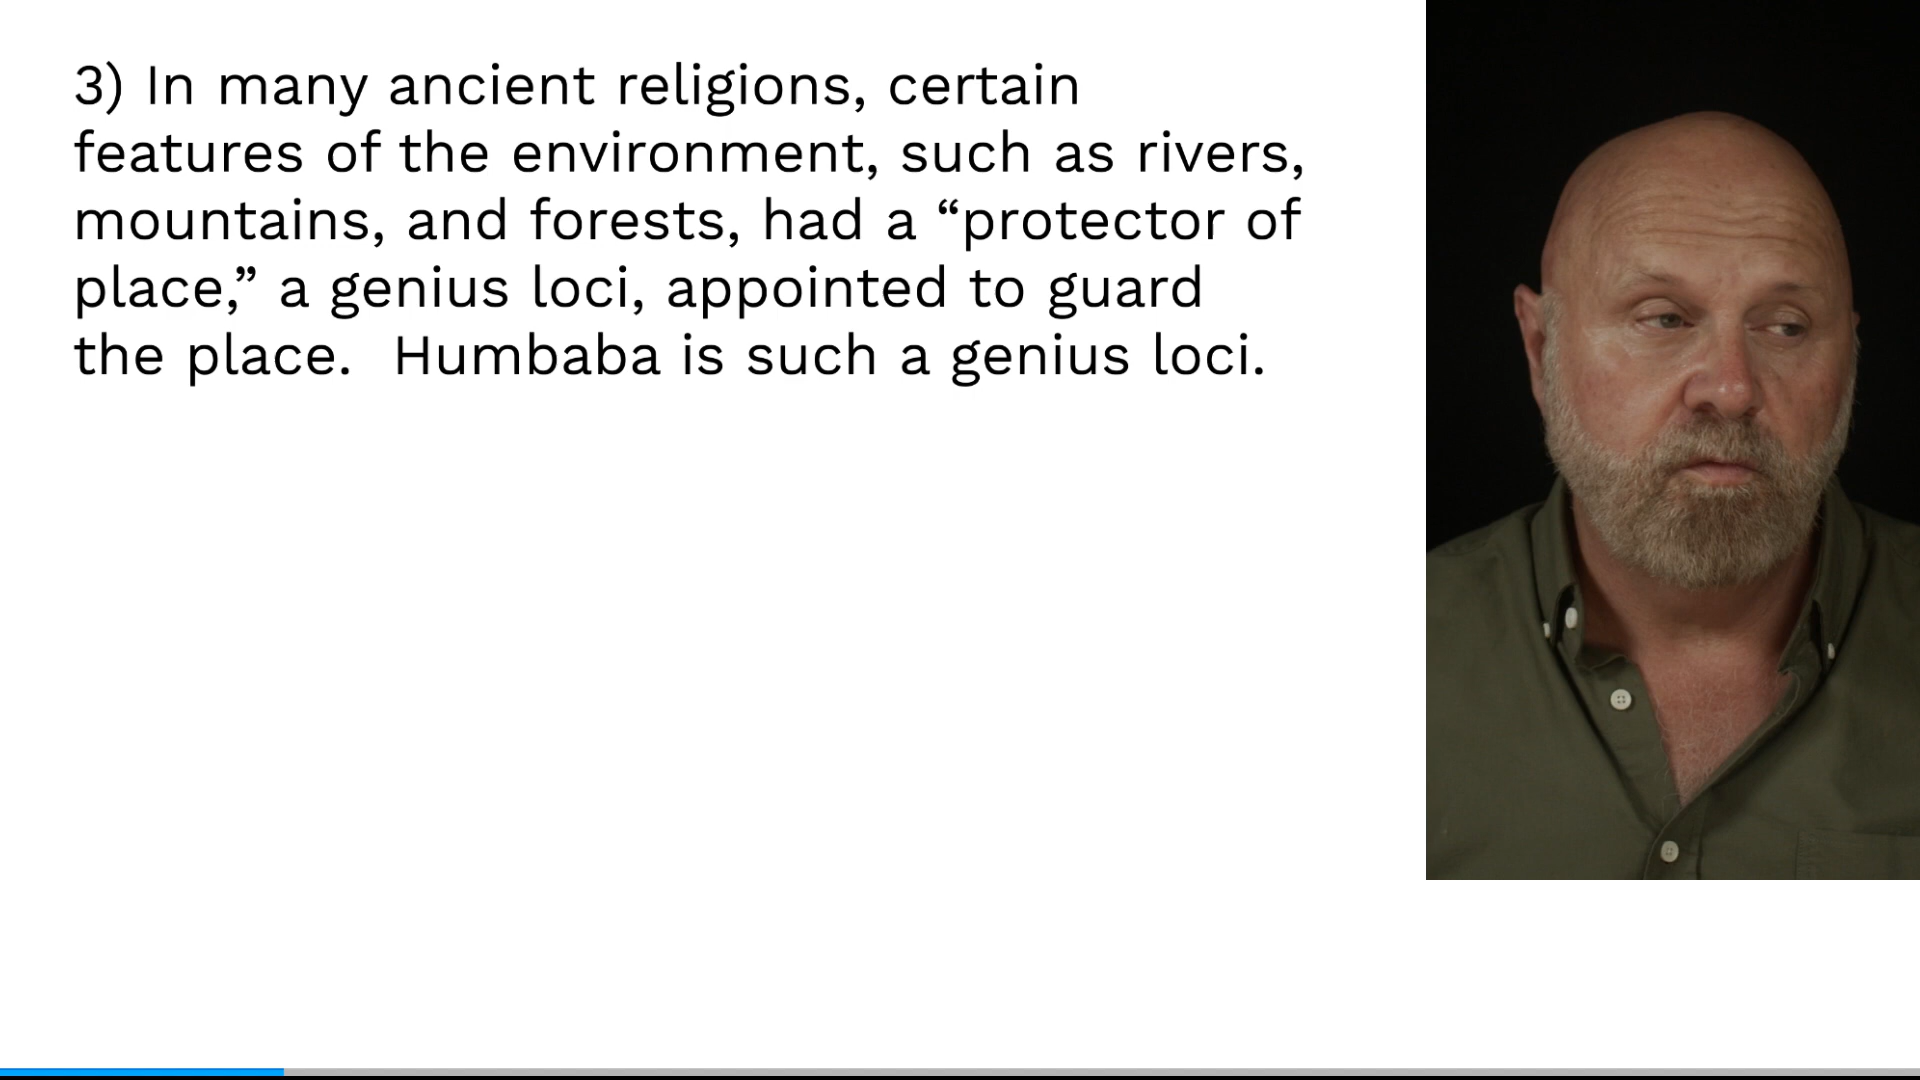 3) In many ancient religions, certain
features of the environment, such as rivers,
mountains, and forests, had a “protector of
place,” a genius loci, appointed to guard
the place.  Humbaba is such a genius loci.